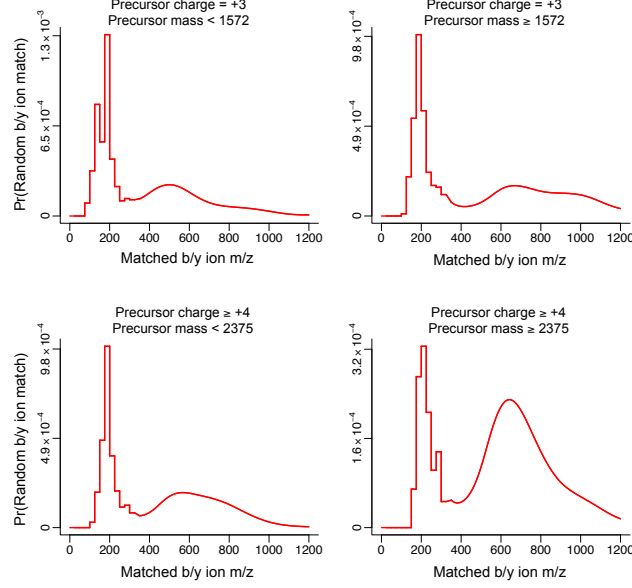 Precursor charge = +3
Precursor mass < 1572
Pr(Random b/y ion match)
1.3 × 10⁻³
6.5 × 10⁻⁴
0
0 200 400 600 800 1000 1200
Matched b/y ion m/z
Precursor charge = +3
Precursor mass ≥ 1572
9.8 × 10⁻⁴
4.9 × 10⁻⁴
0
0 200 400 600 800 1000 1200
Matched b/y ion m/z
Precursor charge ≥ +4
Precursor mass < 2375
Pr(Random b/y ion match)
9.8 × 10⁻⁴
4.9 × 10⁻⁴
0
0 200 400 600 800 1000 1200
Matched b/y ion m/z
Precursor charge ≥ +4
Precursor mass ≥ 2375
3.2 × 10⁻⁴
1.6 × 10⁻⁴
0
0 200 400 600 800 1000 1200
Matched b/y ion m/z